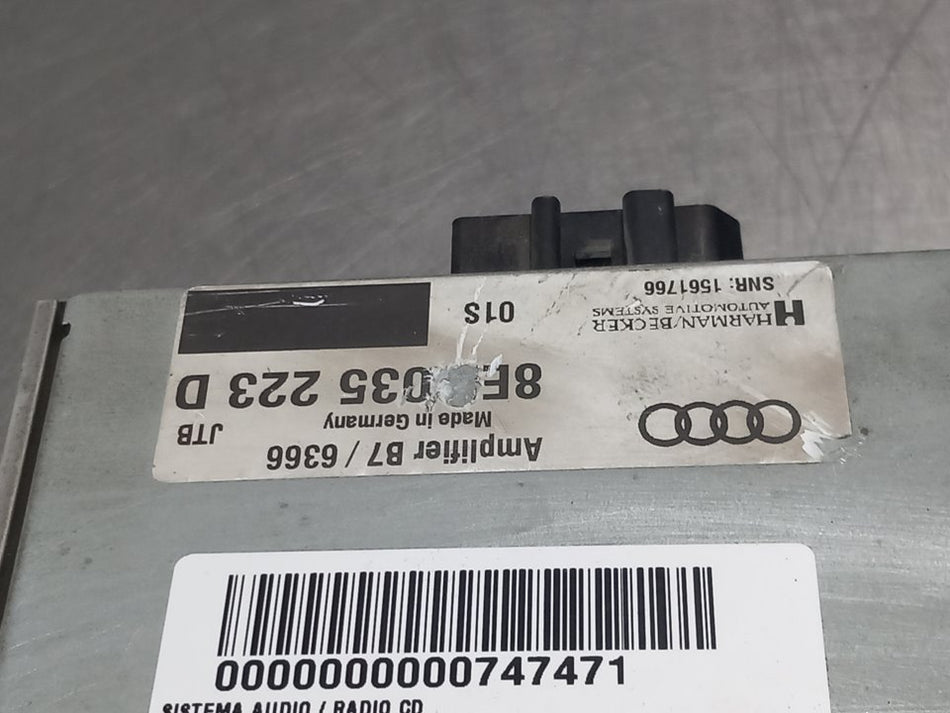 Amplifier B7 / 6366
Made in Germany
JTB
035 223 D
01S
HARMAN/BECKER
AUTOMOTIVE SYSTEMS
SNR: 1561766
0000000000747471
SISTEMA AUDIO / RADIO CD